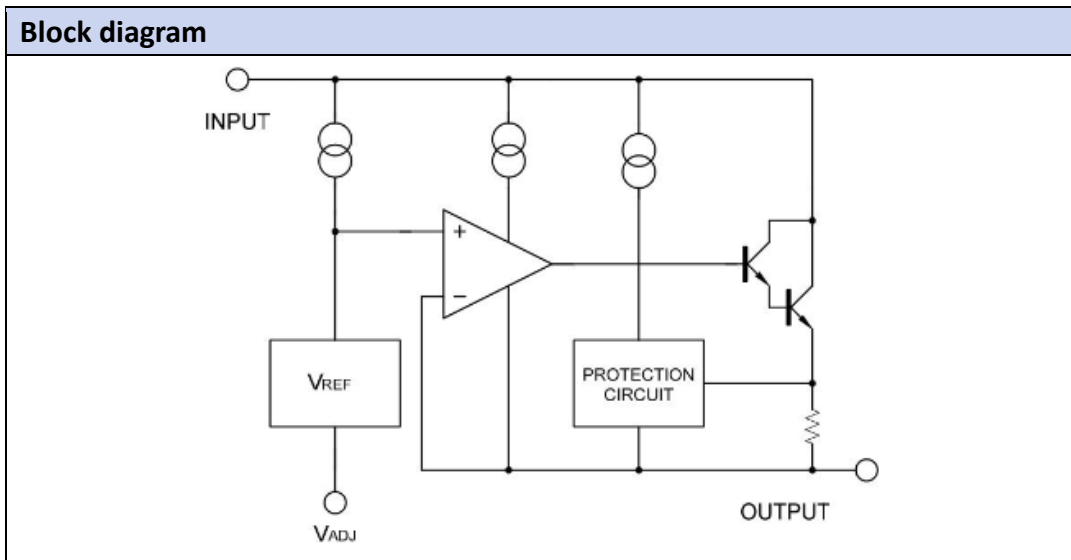 Block diagram
INPUT
+
−
VREF
PROTECTION
CIRCUIT
VADJ
OUTPUT